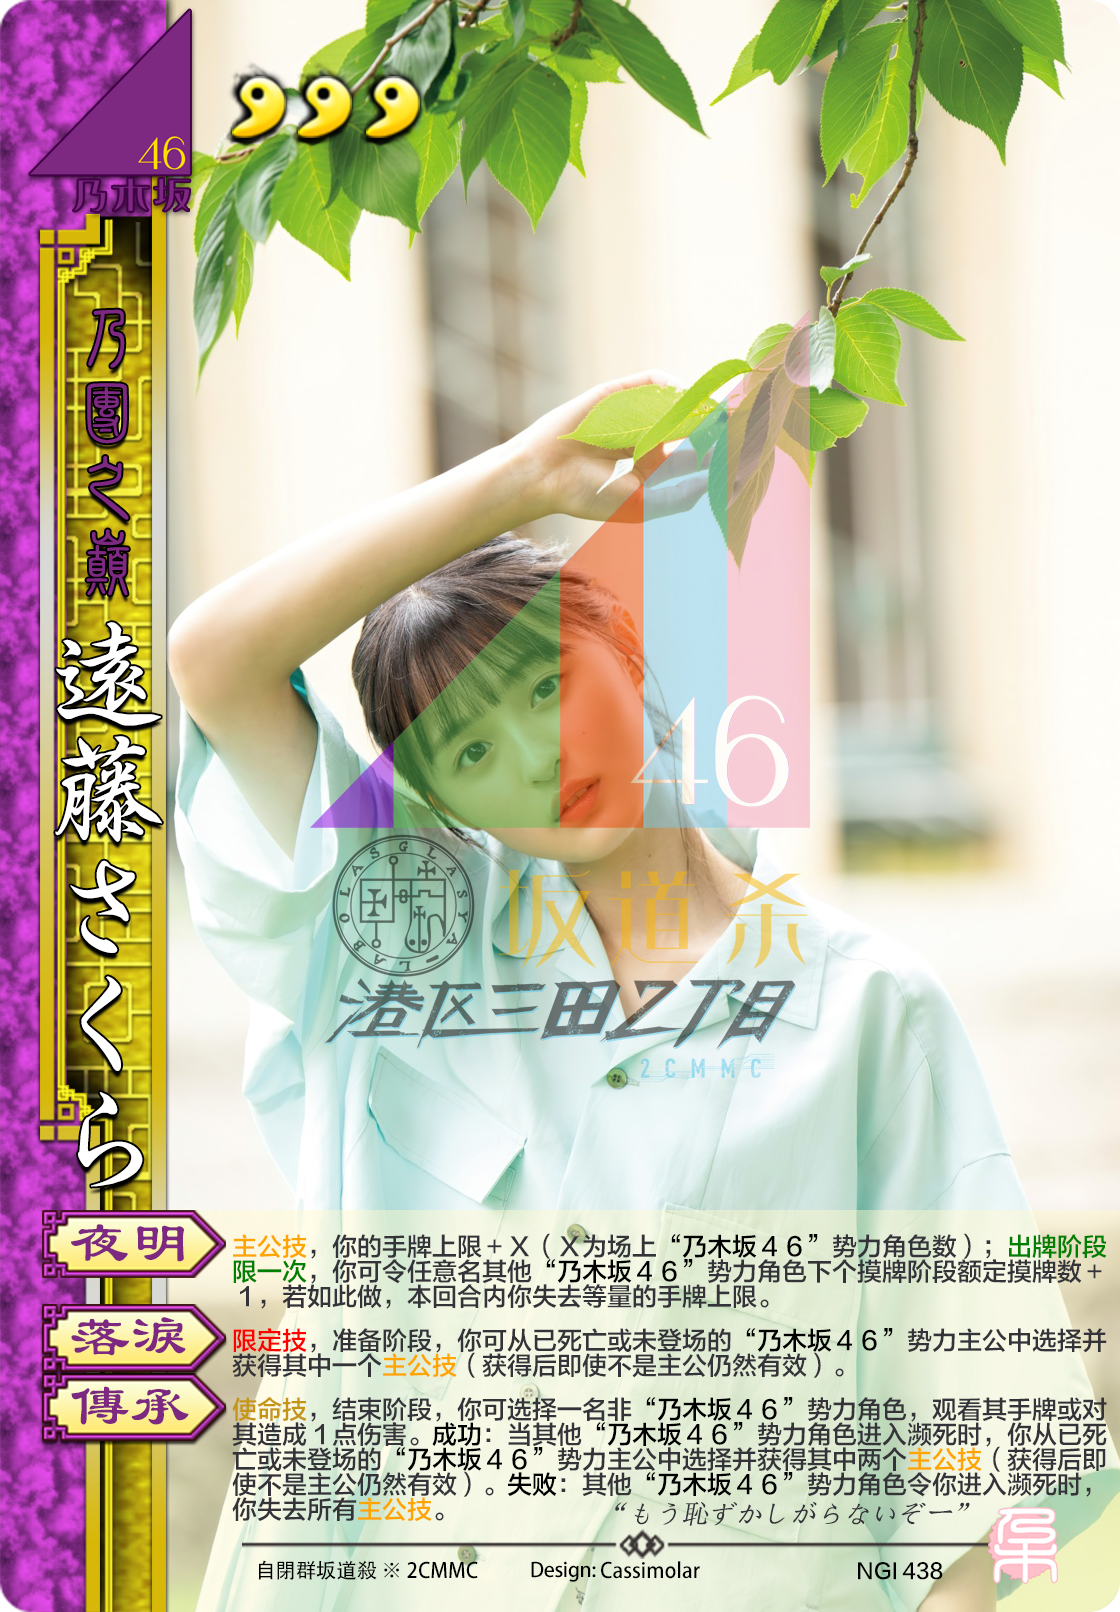 46
乃木坂
乃團之巔
遠藤さくら
46
GLASYA-LABOLAS
坂道杀
港区三田2丁目
2CMMC
夜明
主公技，你的手牌上限＋Ｘ（Ｘ为场上“乃木坂４６”势力角色数）；出牌阶段
限一次，你可令任意名其他“乃木坂４６”势力角色下个摸牌阶段额定摸牌数＋
１，若如此做，本回合内你失去等量的手牌上限。
落淚
限定技，准备阶段，你可从已死亡或未登场的“乃木坂４６”势力主公中选择并
获得其中一个主公技（获得后即使不是主公仍然有效）。
傳承
使命技，结束阶段，你可选择一名非“乃木坂４６”势力角色，观看其手牌或对
其造成１点伤害。成功：当其他“乃木坂４６”势力角色进入濒死时，你从已死
亡或未登场的“乃木坂４６”势力主公中选择并获得其中两个主公技（获得后即
使不是主公仍然有效）。失败：其他“乃木坂４６”势力角色令你进入濒死时，
你失去所有主公技。
“もう恥ずかしがらないぞー”
自閉群坂道殺 ※ 2CMMC
Design: Cassimolar
NGI 438